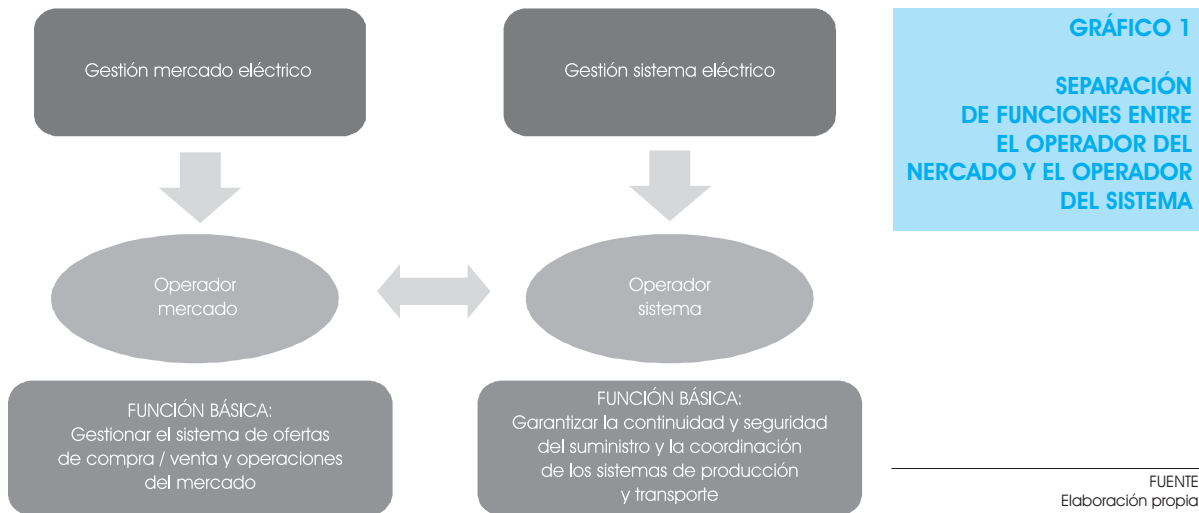 Gestión mercado eléctrico
Gestión sistema eléctrico
GRÁFICO 1
SEPARACIÓN
DE FUNCIONES ENTRE
EL OPERADOR DEL
NERCADO Y EL OPERADOR
DEL SISTEMA
Operador
mercado
Operador
sistema
FUNCIÓN BÁSICA:
Gestionar el sistema de ofertas
de compra / venta y operaciones
del mercado
FUNCIÓN BÁSICA:
Garantizar la continuidad y seguridad
del suministro y la coordinación
de los sistemas de producción
y transporte
FUENTE
Elaboración propia